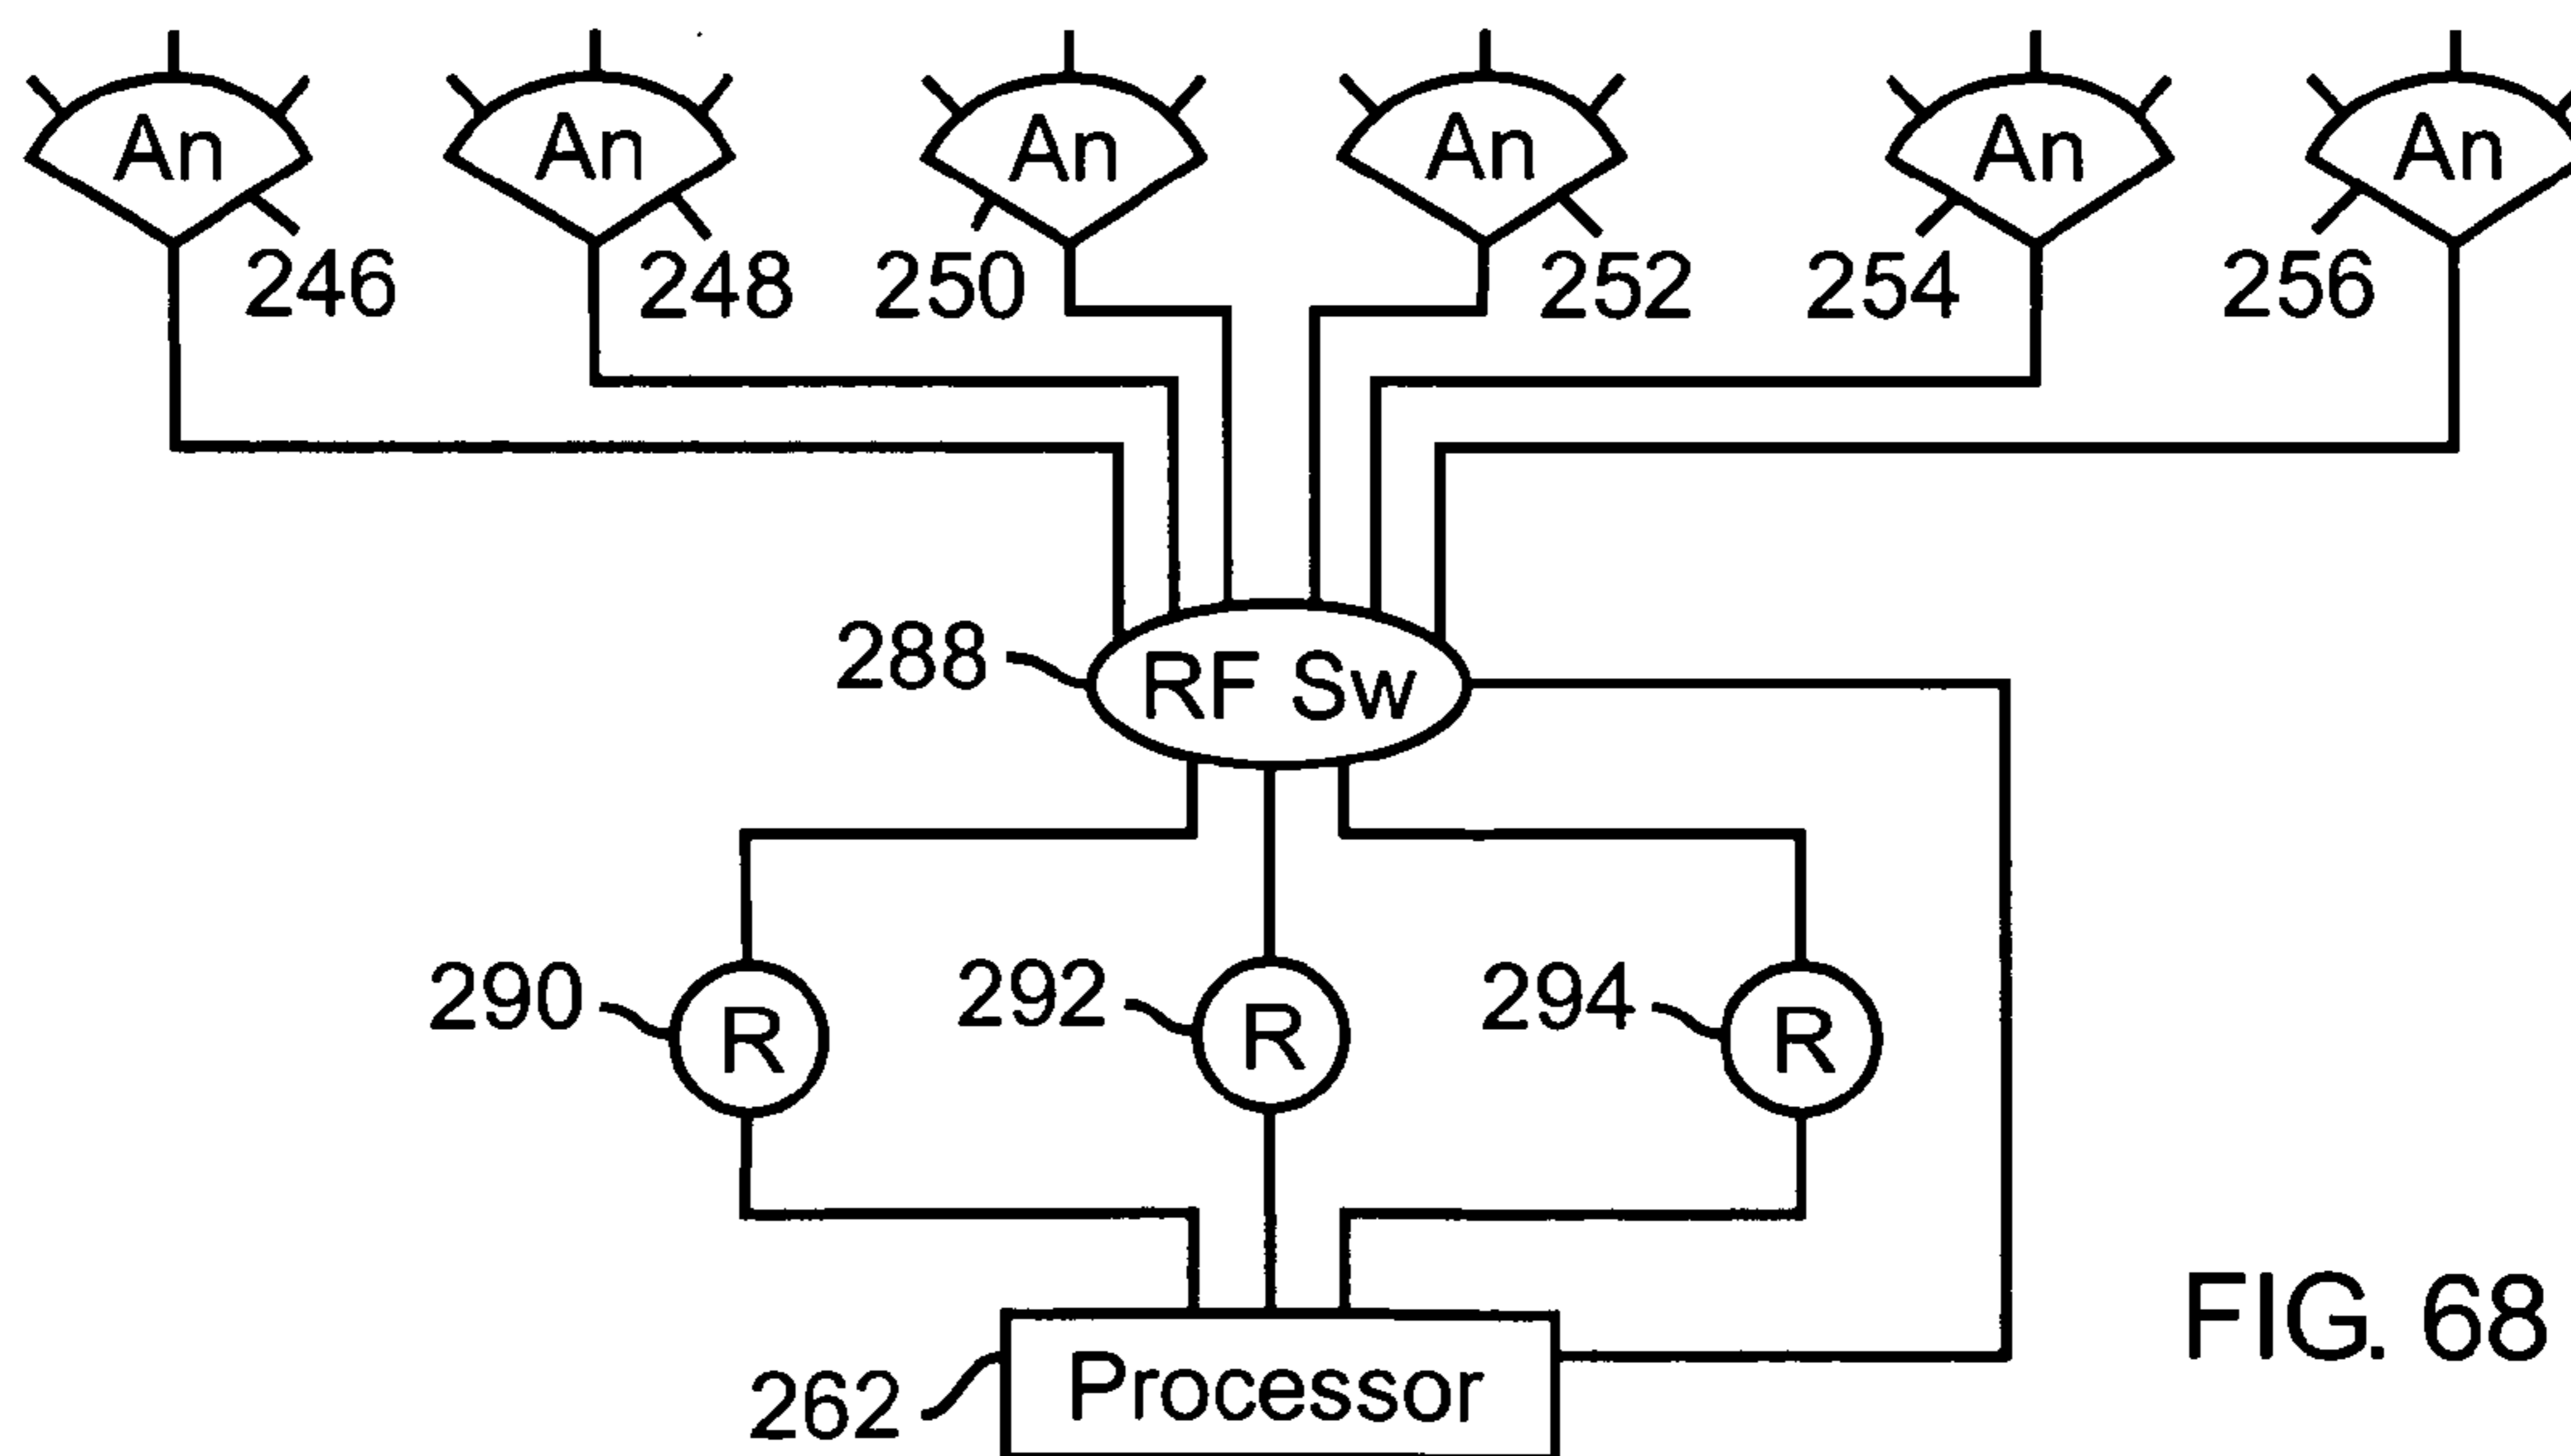 An An An An An An
246 248 250 252 254 256
288 RF Sw
290 R 292 R 294 R
262 Processor
FIG. 68